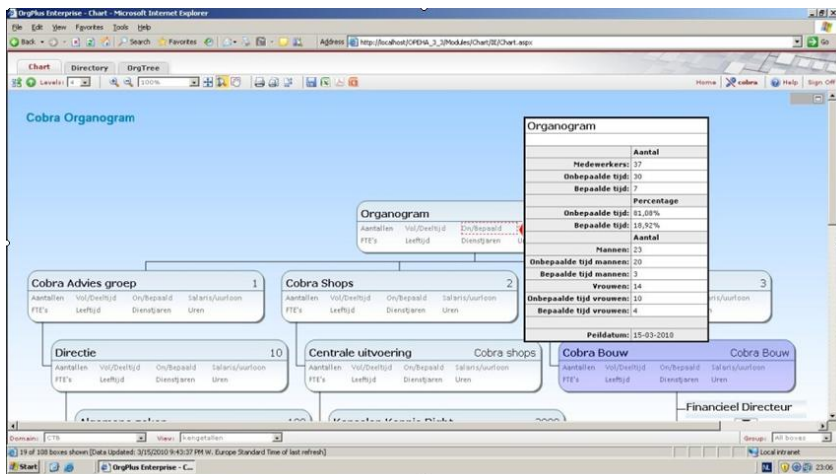 OrgPlus Enterprise - Chart - Microsoft Internet Explorer
File Edit View Favorites Tools Help
Back Search Favorites Address http://localhost/OPENA_3_3/Modules/Chart/IE/Chart.aspx Go
Chart Directory OrgTree
Levels: 4 100% Home cobra Help Sign Off
Cobra Organogram
Organogram
Aantal
Medewerkers: 37
Onbepaalde tijd: 30
Bepaalde tijd: 7
Percentage
Onbepaalde tijd: 81,08%
Bepaalde tijd: 18,92%
Aantal
Mannen: 23
Onbepaalde tijd mannen: 20
Bepaalde tijd mannen: 3
Vrouwen: 14
Onbepaalde tijd vrouwen: 10
Bepaalde tijd vrouwen: 4
Peildatum: 15-03-2010
Organogram
Aantallen Vol/Deeltijd On/Bepaald
FTE's Leeftijd Dienstjaren
Cobra Advies groep 1
Aantallen Vol/Deeltijd On/Bepaald Salaris/uurloon
FTE's Leeftijd Dienstjaren Uren
Cobra Shops 2
Aantallen Vol/Deeltijd On/Bepaald Salaris/uurloon
FTE's Leeftijd Dienstjaren Uren
3
Directie 10
Aantallen Vol/Deeltijd On/Bepaald Salaris/uurloon
FTE's Leeftijd Dienstjaren Uren
Centrale uitvoering Cobra shops
Aantallen Vol/Deeltijd On/Bepaald Salaris/uurloon
FTE's Leeftijd Dienstjaren Uren
Cobra Bouw Cobra Bouw
Aantallen Vol/Deeltijd On/Bepaald Salaris/uurloon
FTE's Leeftijd Dienstjaren Uren
Financieel Directeur
Domain: CTB View: kengetallen Group: All boxes
19 of 108 boxes shown [Data Updated: 3/15/2010 9:43:37 PM W. Europe Standard Time of last refresh] Local intranet
Start OrgPlus Enterprise - C... NL 23:06